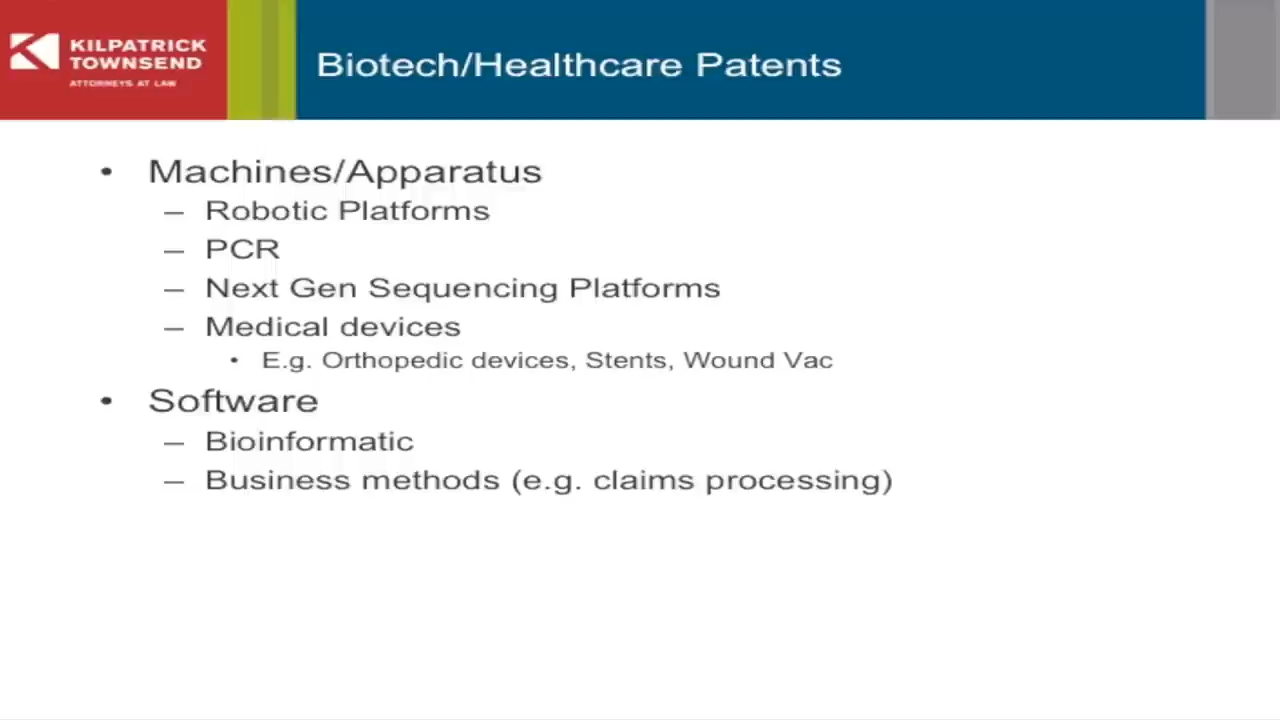 KILPATRICK
TOWNSEND
ATTORNEYS AT LAW
Biotech/Healthcare Patents
• Machines/Apparatus
– Robotic Platforms
– PCR
– Next Gen Sequencing Platforms
– Medical devices
• E.g. Orthopedic devices, Stents, Wound Vac
• Software
– Bioinformatic
– Business methods (e.g. claims processing)